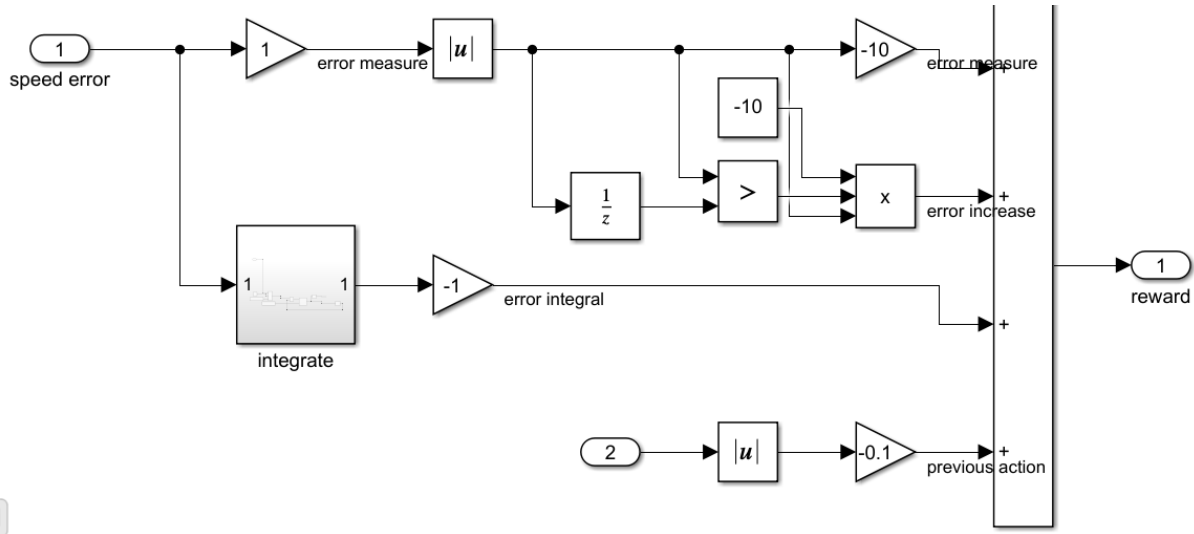 1
speed error
1
error measure
|u|
-10
error measure
+
-10
1
z
>
x
+
error increase
1
1
integrate
-1
error integral
+
1
reward
2
|u|
-0.1
+
previous action